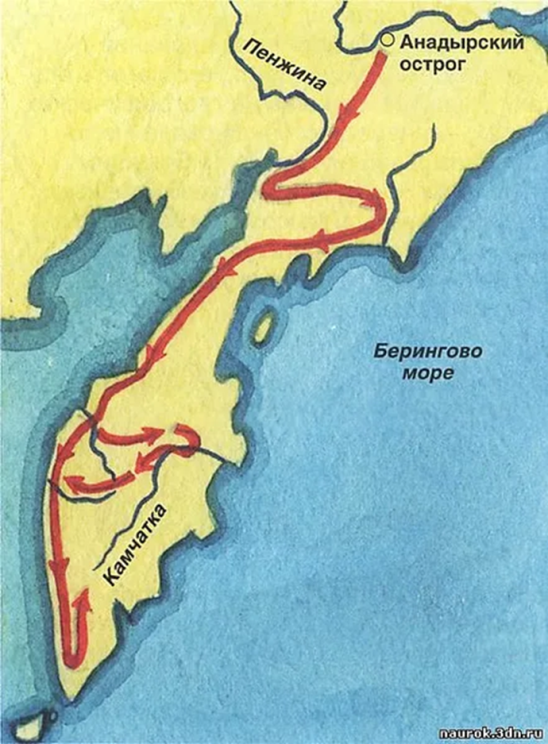 Анадырский
острог
Пенжина
Берингово
море
Камчатка
naurok.3dn.ru